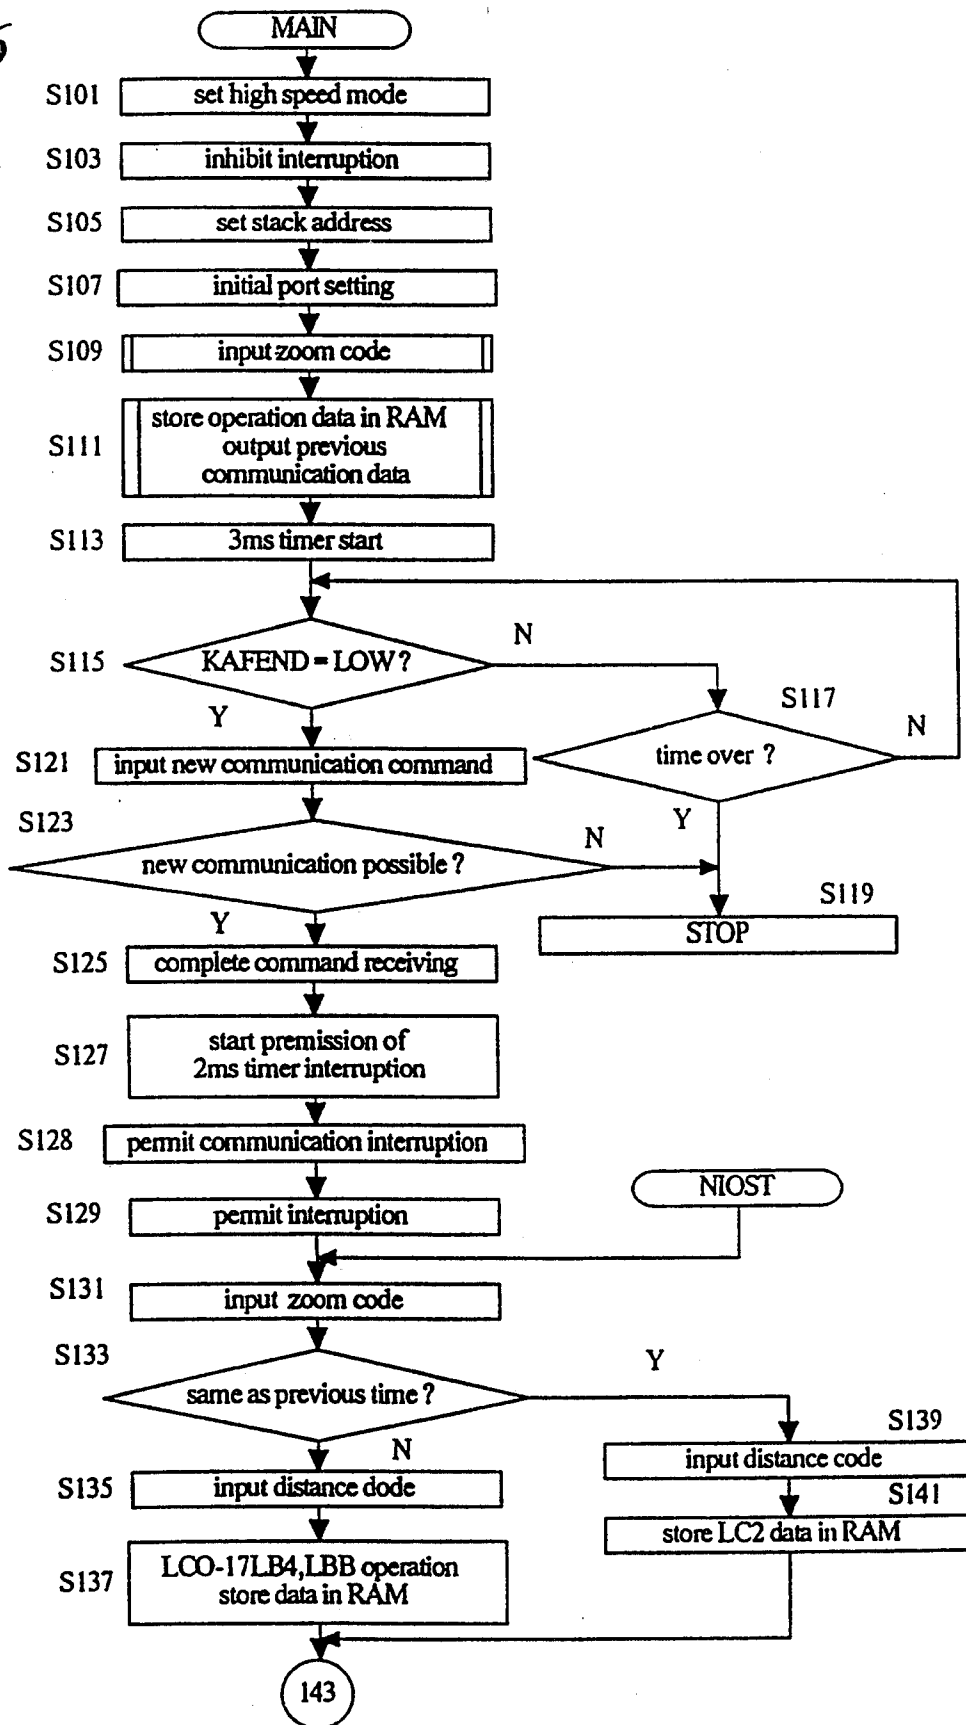 MAIN
S101 set high speed mode
S103 inhibit interruption
S105 set stack address
S107 initial port setting
S109 input zoom code
S111 store operation data in RAM
output previous
communication data
S113 3ms timer start
S115 KAFEND = LOW ?
N
Y
S117
time over ?
N
Y
S121 input new communication command
S123
new communication possible ?
N
Y
S119
STOP
S125 complete command receiving
S127 start premission of
2ms timer interruption
S128 permit communication interruption
NIOST
S129 permit interruption
S131 input zoom code
S133
same as previous time ?
Y
N
S139
input distance code
S135 input distance dode
S141
store LC2 data in RAM
S137 LCO-17LB4,LBB operation
store data in RAM
143